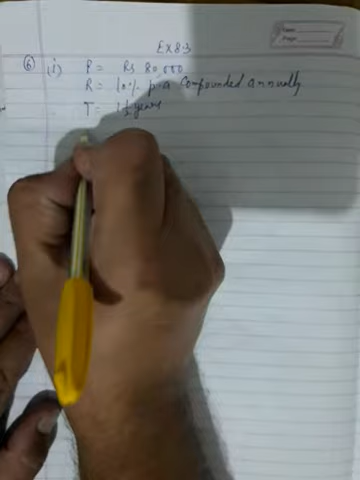 Ex 8.3
6 (i) P = Rs 80,000
R = 10% p.a Compounded annually
T = 1½ years